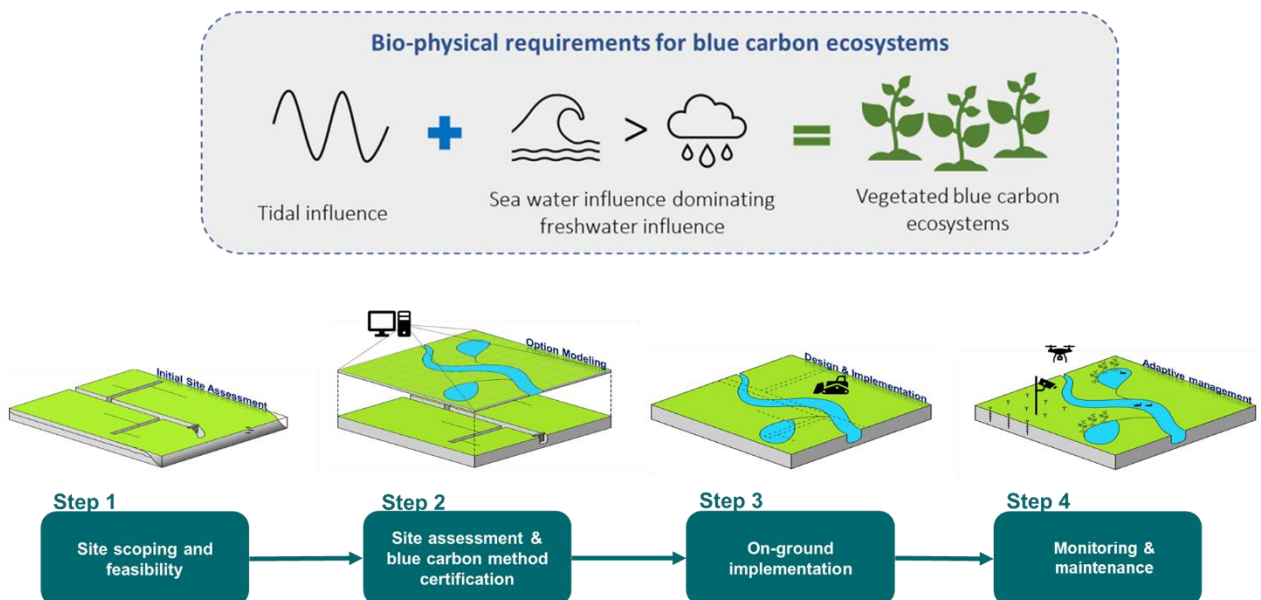 Bio-physical requirements for blue carbon ecosystems
+
>
=
Tidal influence
Sea water influence dominating
freshwater influence
Vegetated blue carbon
ecosystems
Initial Site Assessment
Option Modeling
Design & Implementation
Adaptive management
Step 1
Site scoping and
feasibility
Step 2
Site assessment &
blue carbon method
certification
Step 3
On-ground
implementation
Step 4
Monitoring &
maintenance